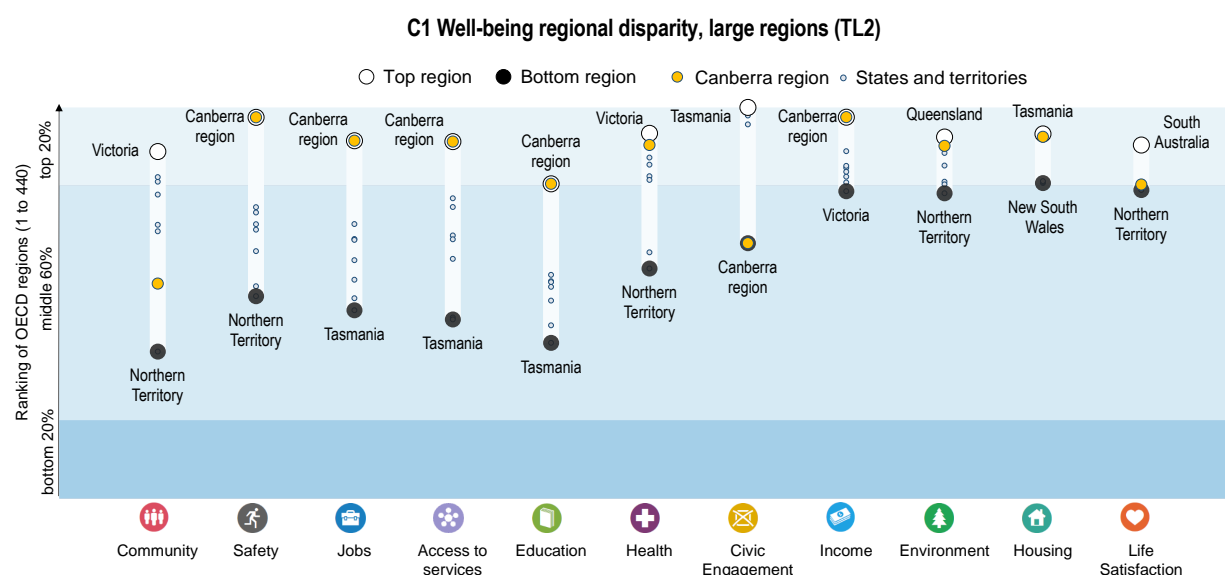 C1 Well-being regional disparity, large regions (TL2)
Top region
Bottom region
Canberra region
States and territories
Ranking of OECD regions (1 to 440)
top 20%
middle 60%
bottom 20%
Victoria
Northern
Territory
Canberra
region
Northern
Territory
Canberra
region
Tasmania
Canberra
region
Tasmania
Canberra
region
Tasmania
Victoria
Northern
Territory
Tasmania
Canberra
region
Canberra
region
Victoria
Queensland
Northern
Territory
Tasmania
New South
Wales
South
Australia
Northern
Territory
Community
Safety
Jobs
Access to
services
Education
Health
Civic
Engagement
Income
Environment
Housing
Life
Satisfaction